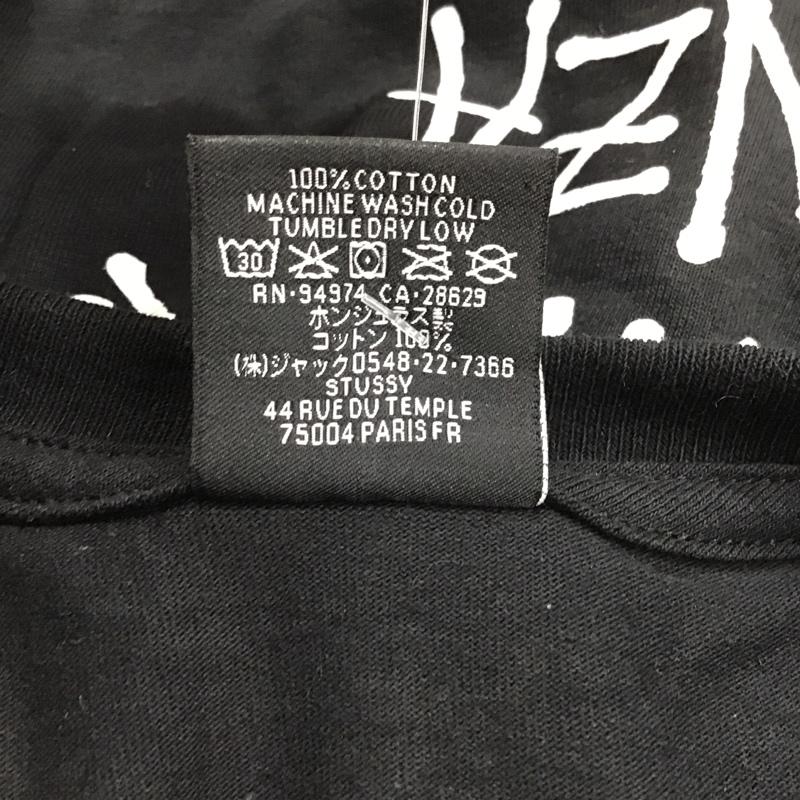 HZN
100% COTTON
MACHINE WASH COLD
TUMBLE DRY LOW
30
RN·94974 CA·28629
ホンジュラス製
コットン 100%
(株)ジャック0548·22·7366
STUSSY
44 RUE DU TEMPLE
75004 PARIS FR